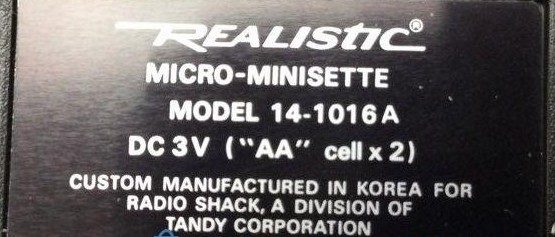 REALISTIC®
MICRO-MINISETTE
MODEL 14-1016A
DC 3V ("AA" cell x 2)
CUSTOM MANUFACTURED IN KOREA FOR
RADIO SHACK, A DIVISION OF
TANDY CORPORATION